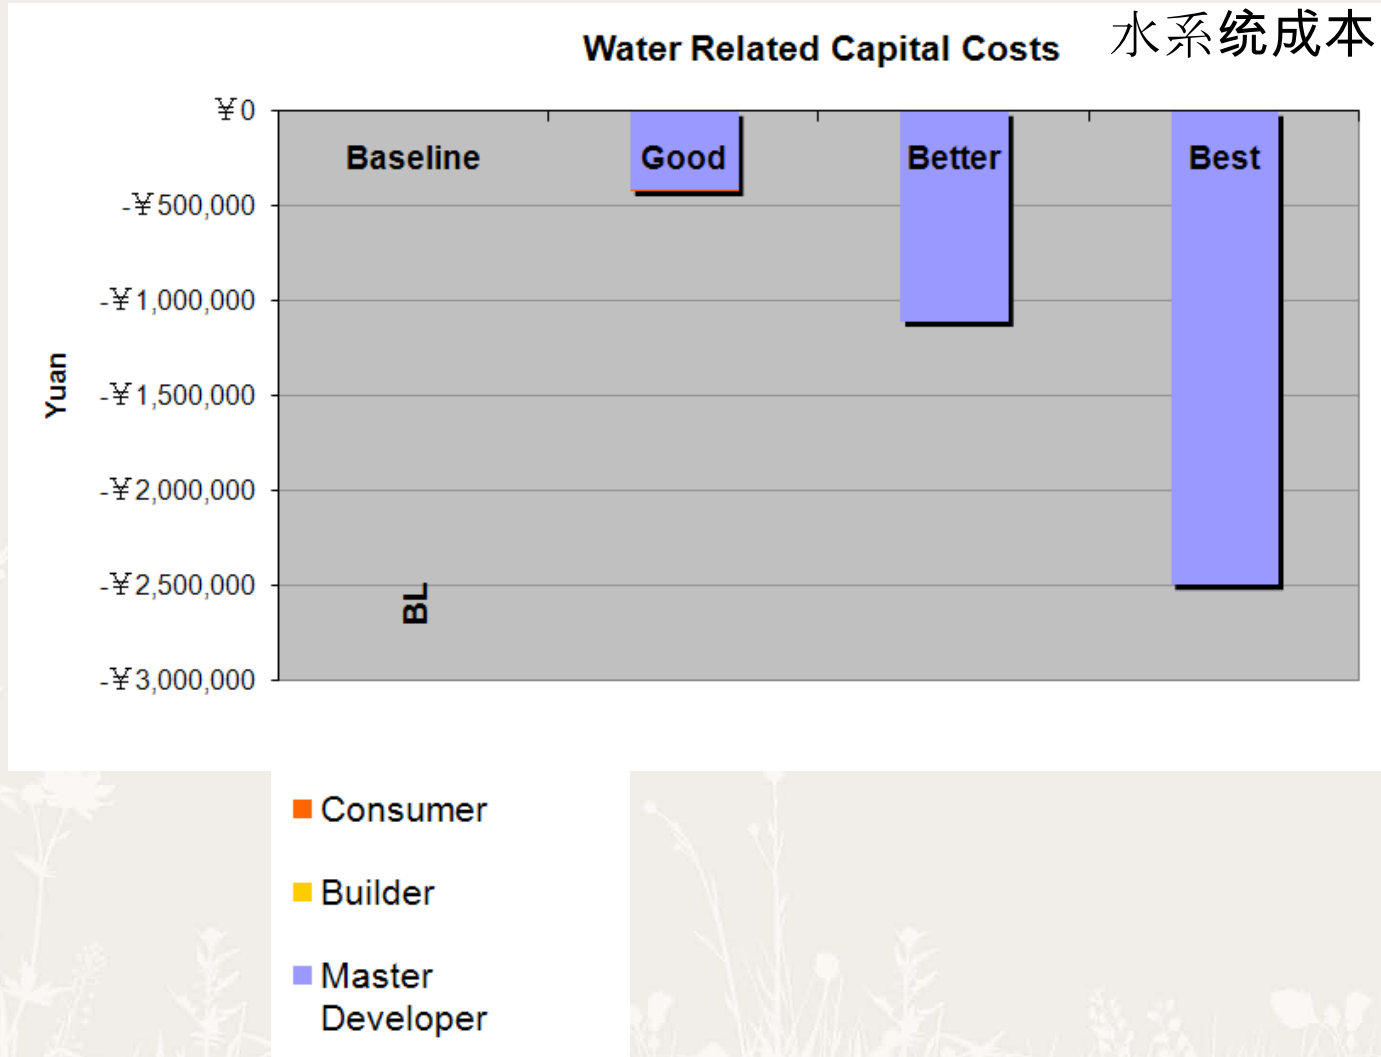 Water Related Capital Costs
水系统成本
¥0
-¥500,000
-¥1,000,000
-¥1,500,000
-¥2,000,000
-¥2,500,000
-¥3,000,000
Yuan
Baseline
Good
Better
Best
BL
Consumer
Builder
Master
Developer